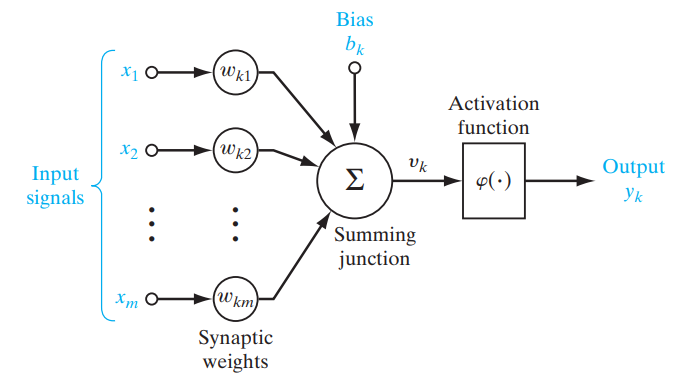 Bias
b_k
x_1
w_k1
Activation
function
x_2
w_k2
Input
signals
Σ
v_k
φ(·)
Output
y_k
Summing
junction
x_m
w_km
Synaptic
weights